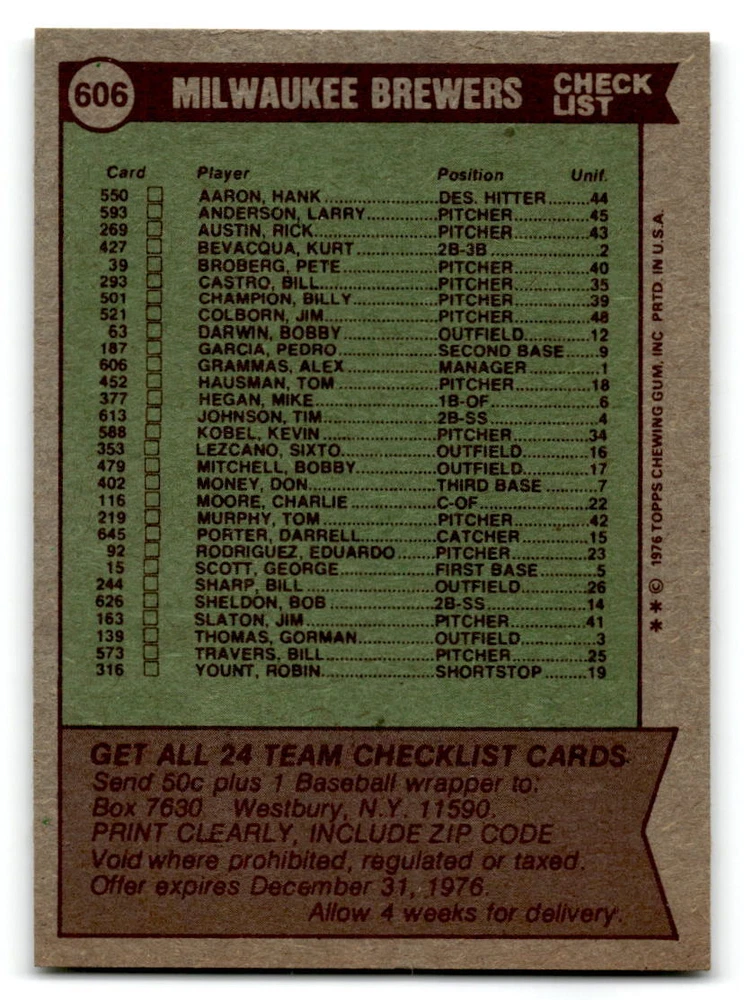 606 MILWAUKEE BREWERS CHECK LIST
Card Player Position Unif.
550 AARON, HANK DES. HITTER 44
593 ANDERSON, LARRY PITCHER 45
269 AUSTIN, RICK PITCHER 43
427 BEVACQUA, KURT 2B-3B 2
39 BROBERG, PETE PITCHER 40
293 CASTRO, BILL PITCHER 35
501 CHAMPION, BILLY PITCHER 39
521 COLBORN, JIM PITCHER 48
63 DARWIN, BOBBY OUTFIELD 12
187 GARCIA, PEDRO SECOND BASE 9
606 GRAMMAS, ALEX MANAGER 1
452 HAUSMAN, TOM PITCHER 18
377 HEGAN, MIKE 1B-OF 6
613 JOHNSON, TIM 2B-SS 4
588 KOBEL, KEVIN PITCHER 34
353 LEZCANO, SIXTO OUTFIELD 16
479 MITCHELL, BOBBY OUTFIELD 17
402 MONEY, DON THIRD BASE 7
116 MOORE, CHARLIE C-OF 22
219 MURPHY, TOM PITCHER 42
645 PORTER, DARRELL CATCHER 15
92 RODRIGUEZ, EDUARDO PITCHER 23
15 SCOTT, GEORGE FIRST BASE 5
244 SHARP, BILL OUTFIELD 26
626 SHELDON, BOB 2B-SS 14
163 SLATON, JIM PITCHER 41
139 THOMAS, GORMAN OUTFIELD 3
573 TRAVERS, BILL PITCHER 25
316 YOUNT, ROBIN SHORTSTOP 19
** © 1976 TOPPS CHEWING GUM, INC PRTD. IN U.S.A.
GET ALL 24 TEAM CHECKLIST CARDS
Send 50c plus 1 Baseball wrapper to:
Box 7630 Westbury, N.Y. 11590.
PRINT CLEARLY, INCLUDE ZIP CODE
Void where prohibited, regulated or taxed.
Offer expires December 31, 1976.
Allow 4 weeks for delivery.